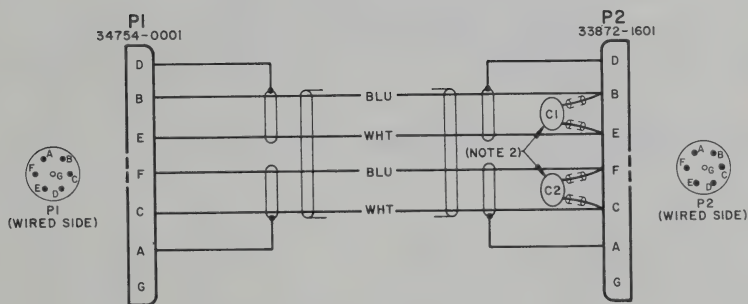 P1
34754-0001
P2
33872-1601
D
D
B
BLU
B
C1
E
WHT
E
(NOTE 2)
F
BLU
F
C2
C
WHT
C
A
A
G
G
A
B
F
G
C
E
D
P1
(WIRED SIDE)
A
B
F
G
C
E
D
P2
(WIRED SIDE)